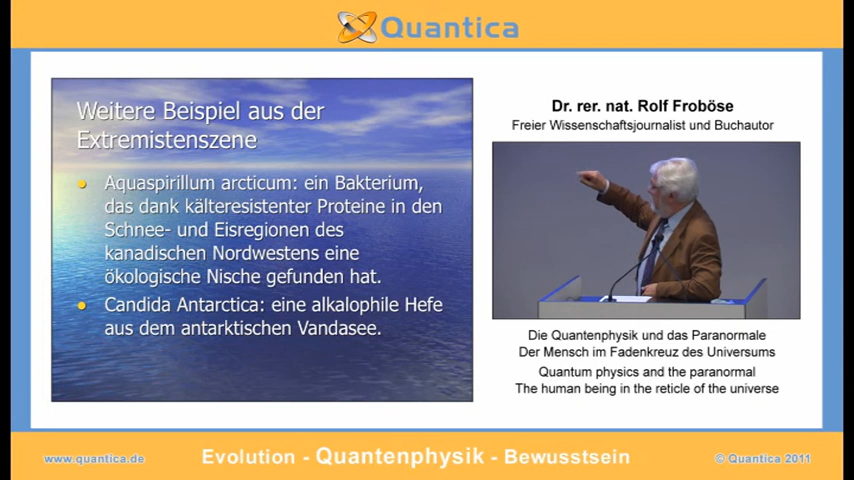 Quantica
Weitere Beispiel aus der
Extremistenszene
Aquaspirillum arcticum: ein Bakterium,
das dank kälteresistenter Proteine in den
Schnee- und Eisregionen des
kanadischen Nordwestens eine
ökologische Nische gefunden hat.
Candida Antarctica: eine alkalophile Hefe
aus dem antarktischen Vandasee.
Dr. rer. nat. Rolf Froböse
Freier Wissenschaftsjournalist und Buchautor
Die Quantenphysik und das Paranormale
Der Mensch im Fadenkreuz des Universums
Quantum physics and the paranormal
The human being in the reticle of the universe
www.quantica.de
Evolution - Quantenphysik - Bewusstsein
© Quantica 2011